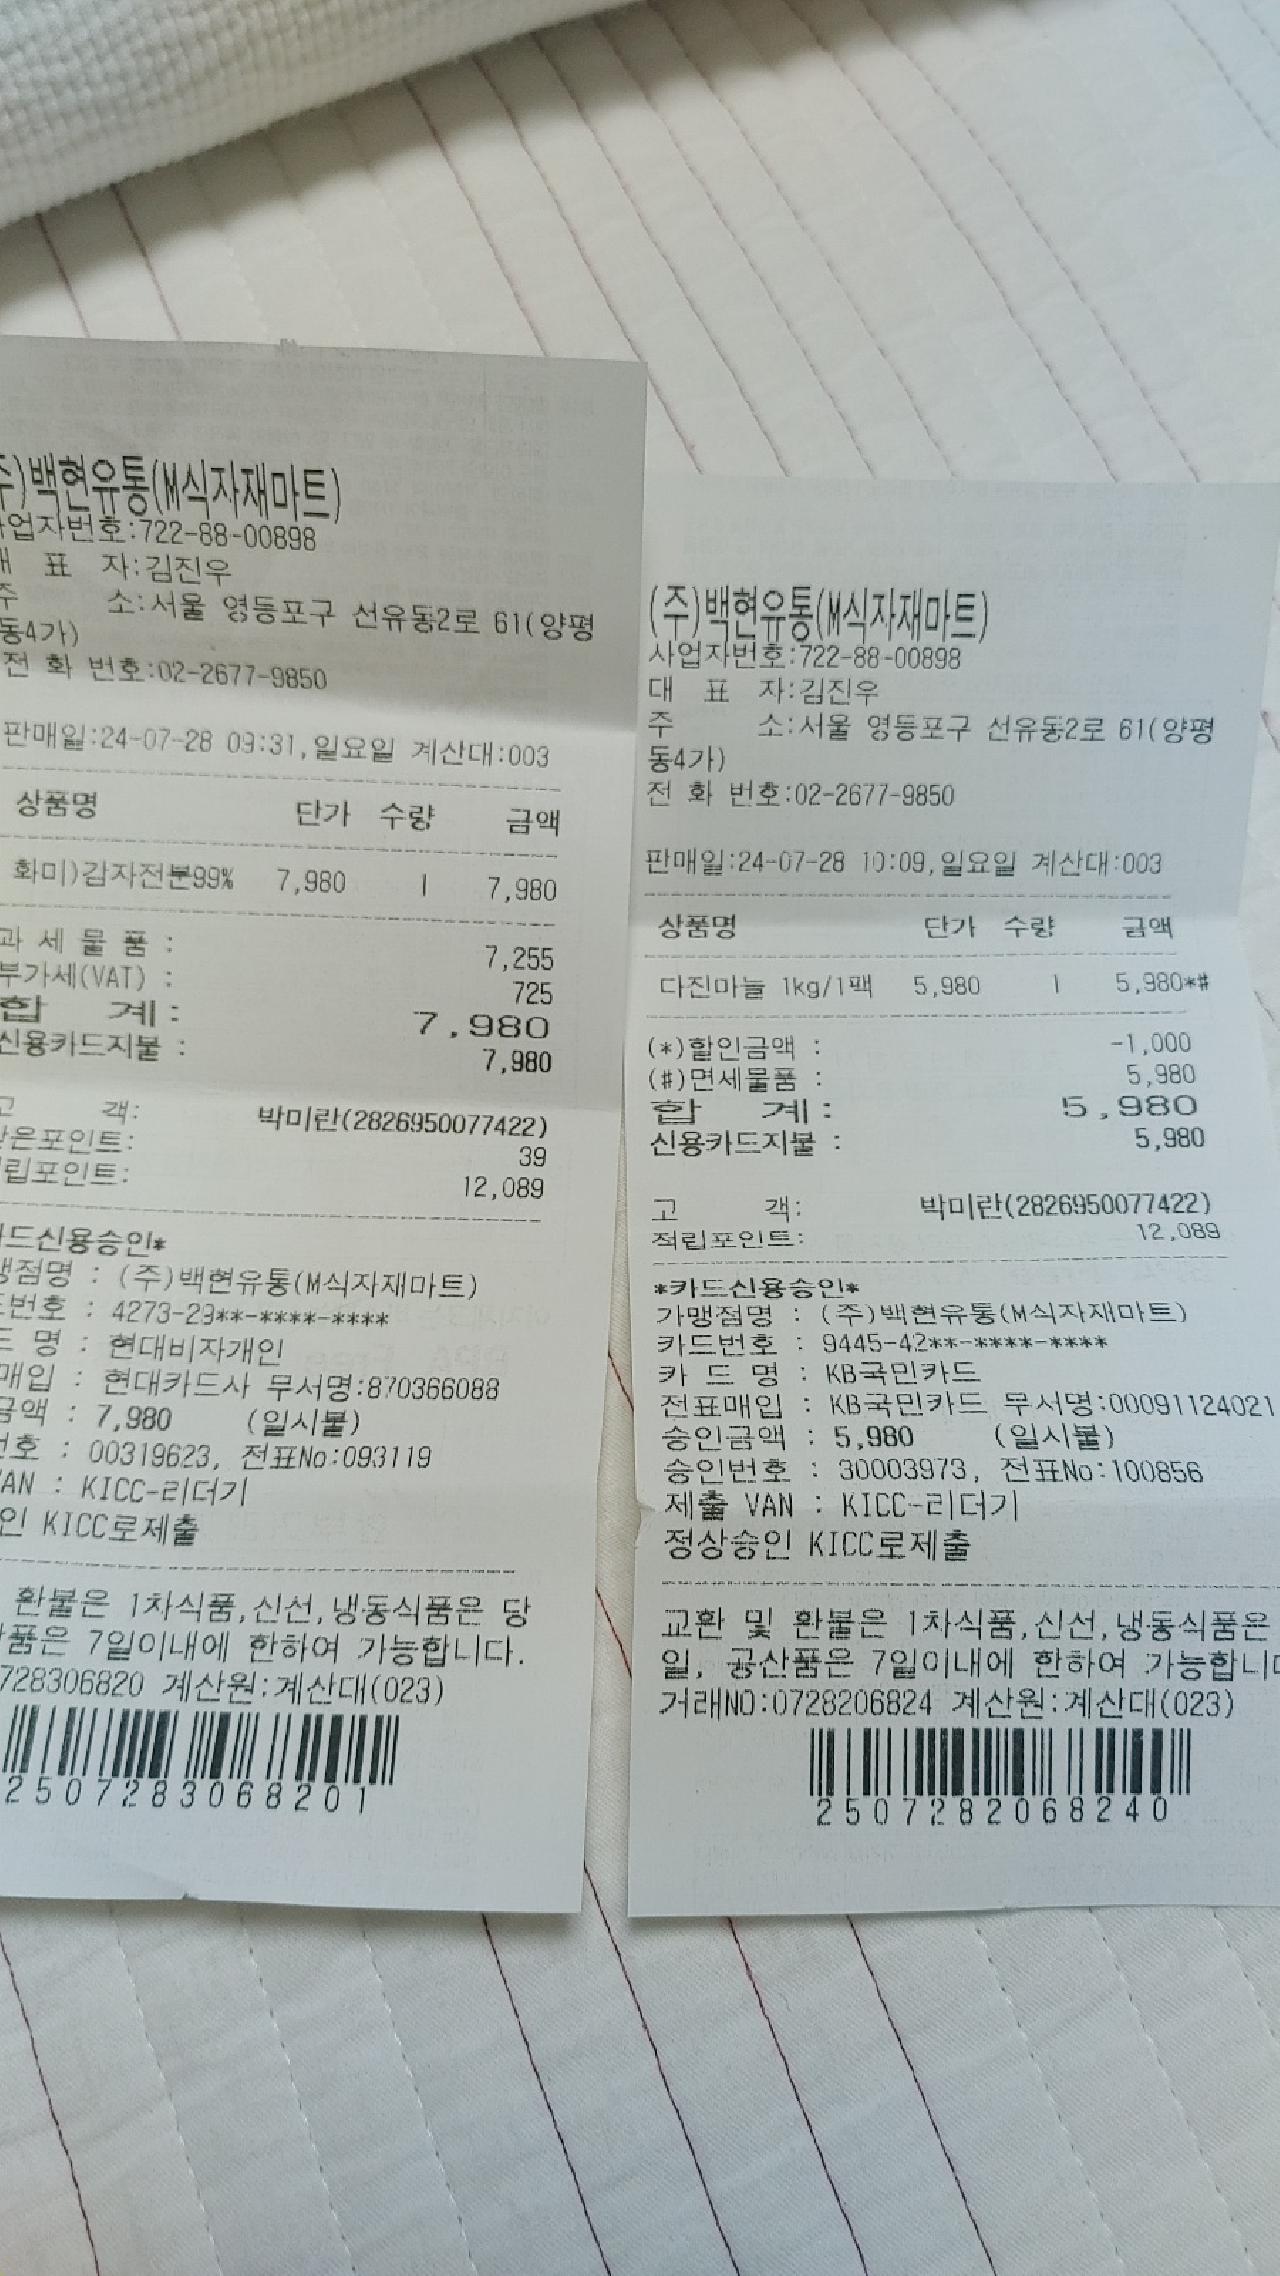 주)백현유통(M식자재마트)
사업자번호:722-88-00898
대 표 자:김진우
주 소:서울 영등포구 선유동2로 61(양평
동4가)
전 화 번호:02-2677-9850
판매일:24-07-28 09:31,일요일 계산대:003
상품명 단가 수량 금액
화미)감자전분99% 7,980 1 7,980
과 세 물 품 : 7,255
부가세(VAT) : 725
합 계: 7,980
신용카드지불 : 7,980
고 객: 박미란(2826950077422)
은포인트: 39
립포인트: 12,089
드신용승인*
맹점명 : (주)백현유통(M식자재마트)
드번호 : 4273-29**-****-****
드 명 : 현대비자개인
매입 : 현대카드사 무서명:870366088
금액 : 7,980 (일시불)
번호 : 00319623, 전표No:093119
VAN : KICC-리더기
인 KICC로제출
환불은 1차식품,신선,냉동식품은 당
품은 7일이내에 한하여 가능합니다.
728306820 계산원:계산대(023)
2507283068201
(주)백현유통(M식자재마트)
사업자번호:722-88-00898
대 표 자:김진우
주 소:서울 영등포구 선유동2로 61(양평
동4가)
전 화 번호:02-2677-9850
판매일:24-07-28 10:09,일요일 계산대:003
상품명 단가 수량 금액
다진마늘 1kg/1팩 5,980 1 5,980*#
(*)할인금액 : -1,000
(#)면세물품 : 5,980
합 계: 5,980
신용카드지불 : 5,980
고 객: 박미란(2826950077422)
적립포인트: 12,089
*카드신용승인*
가맹점명 : (주)백현유통(M식자재마트)
카드번호 : 9445-42**-****-****
카 드 명 : KB국민카드
전표매입 : KB국민카드 무서명:00091124021
승인금액 : 5,980 (일시불)
승인번호 : 30003973, 전표No:100856
제출 VAN : KICC-리더기
정상승인 KICC로제출
교환 및 환불은 1차식품,신선,냉동식품은
일, 공산품은 7일이내에 한하여 가능합니다
거래NO:0728206824 계산원:계산대(023)
2507282068240